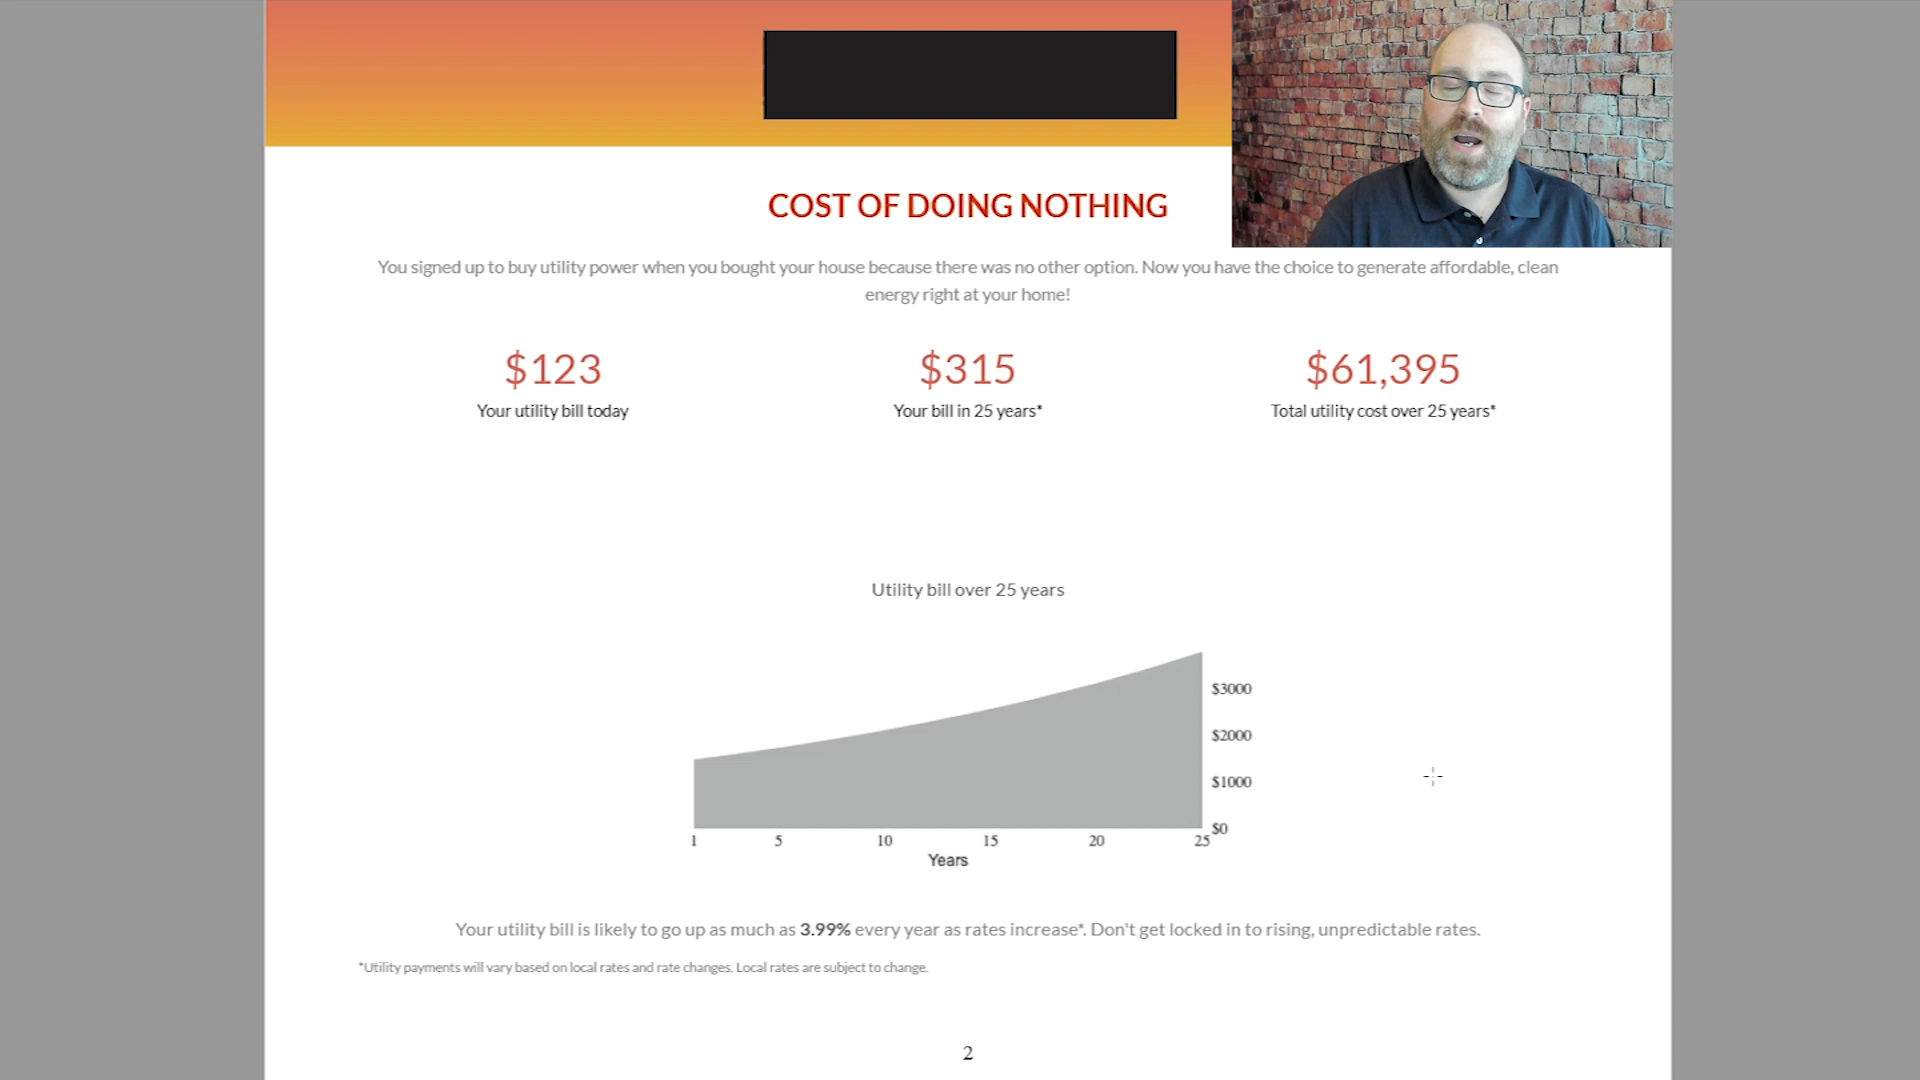 COST OF DOING NOTHING
You signed up to buy utility power when you bought your house because there was no other option. Now you have the choice to generate affordable, clean
energy right at your home!
$123
Your utility bill today
$315
Your bill in 25 years*
$61,395
Total utility cost over 25 years*
Utility bill over 25 years
$3000
$2000
$1000
$0
1 5 10 15 20 25
Years
Your utility bill is likely to go up as much as 3.99% every year as rates increase*. Don't get locked in to rising, unpredictable rates.
*Utility payments will vary based on local rates and rate changes. Local rates are subject to change.
2